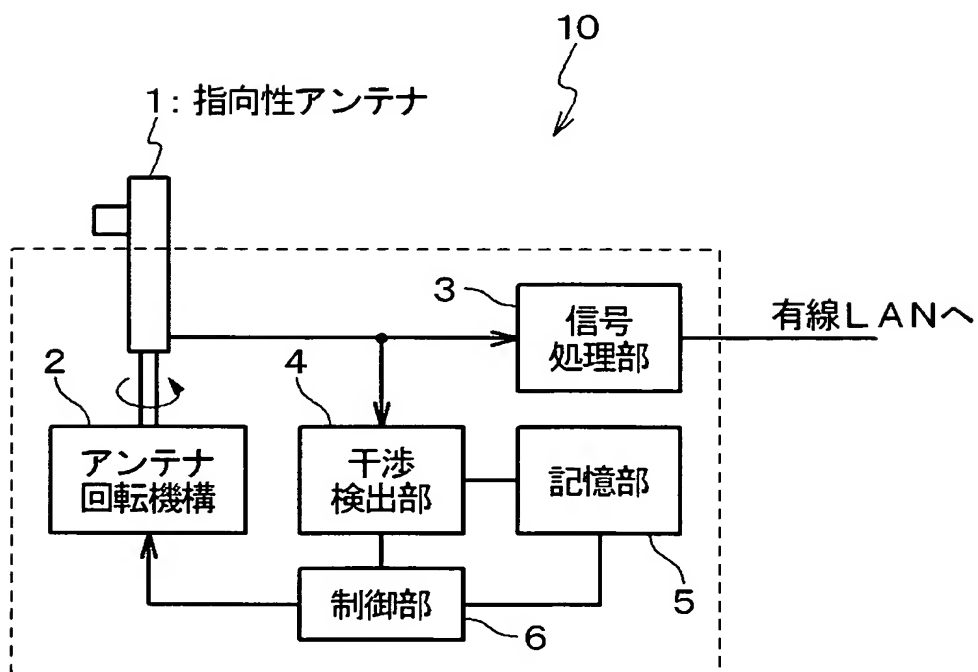 10
1：指向性アンテナ
3
信号
処理部
有線LANへ
2
4
アンテナ
回転機構
干渉
検出部
記憶部
5
制御部
6